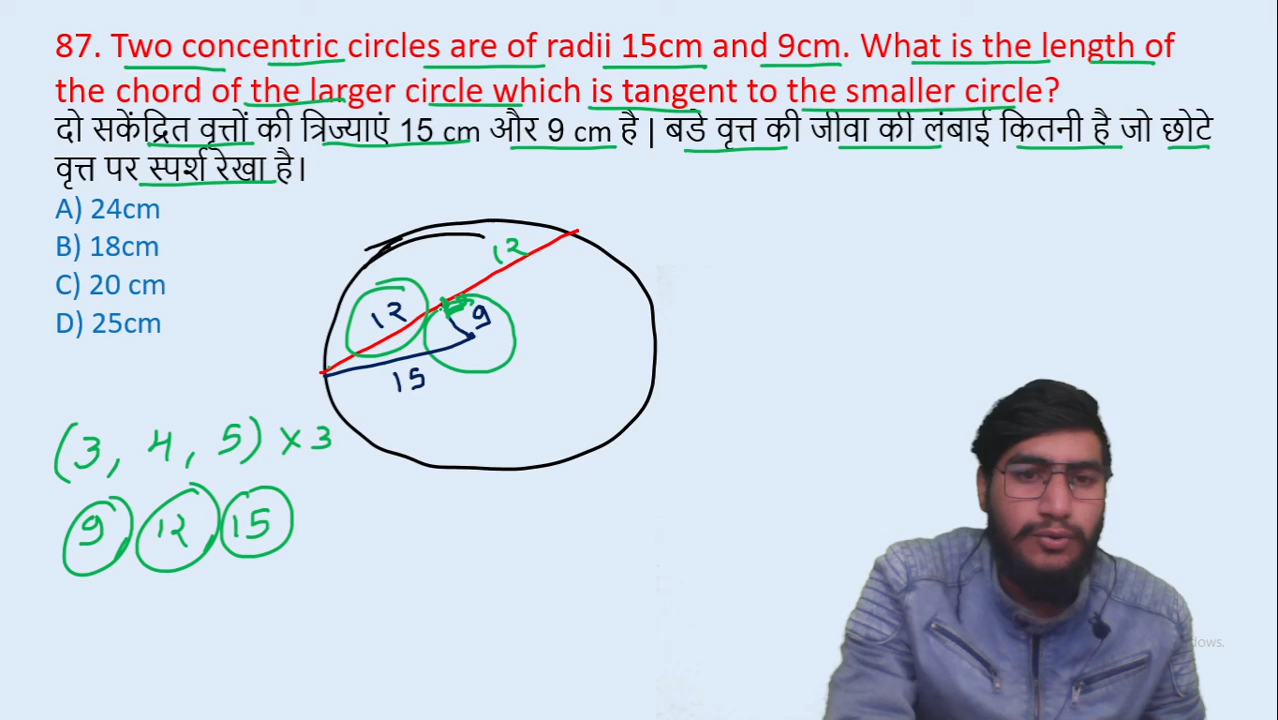 87. Two concentric circles are of radii 15cm and 9cm. What is the length of
the chord of the larger circle which is tangent to the smaller circle?
दो सकेंद्रित वृत्तों की त्रिज्याएं 15 cm और 9 cm है | बडे वृत्त की जीवा की लंबाई कितनी है जो छोटे
वृत्त पर स्पर्श रेखा है।
A) 24cm
B) 18cm
C) 20 cm
D) 25cm
12
12
9
15
(3, 4, 5) × 3
9 12 15
dows.